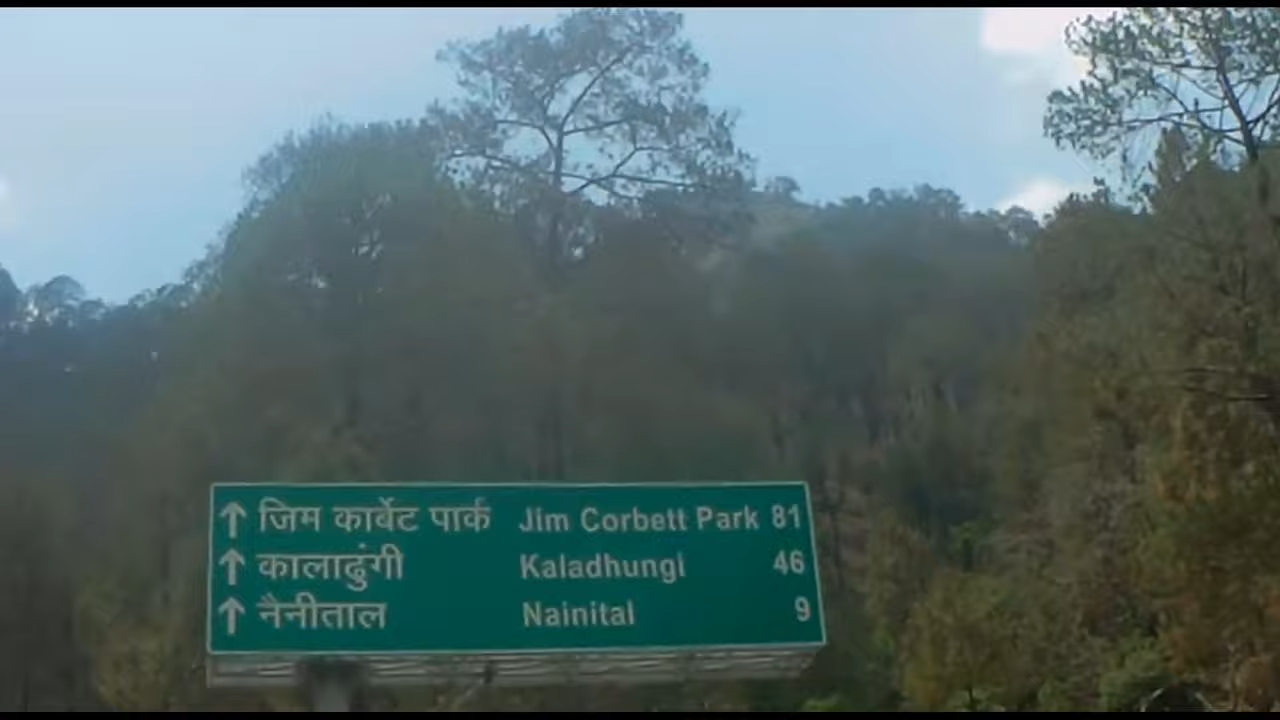 ↑ जिम कार्वेट पार्क Jim Corbett Park 81
↑ कालाढुंगी Kaladhungi 46
↑ नैनीताल Nainital 9